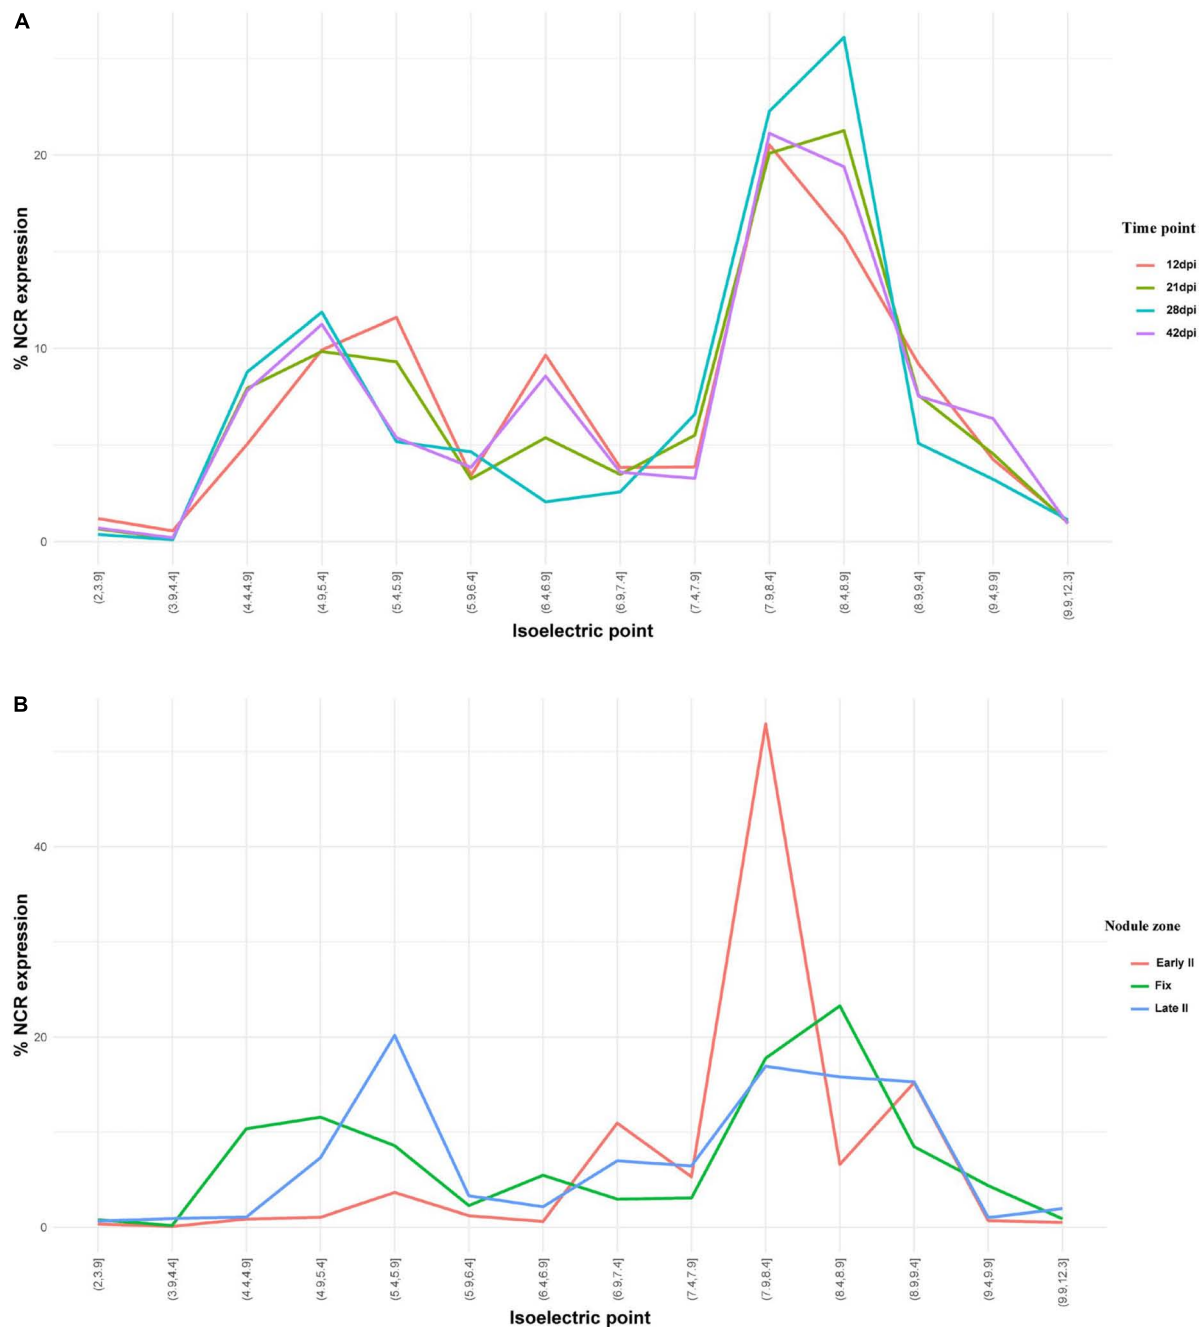 A
% NCR expression
20
10
0
(2,3.9]
(3.9,4.4]
(4.4,4.9]
(4.9,5.4]
(5.4,5.9]
(5.9,6.4]
(6.4,6.9]
(6.9,7.4]
(7.4,7.9]
(7.9,8.4]
(8.4,8.9]
(8.9,9.4]
(9.4,9.9]
(9.9,12.3]
Isoelectric point
Time point
12dpi
21dpi
28dpi
42dpi
B
% NCR expression
40
20
0
(2,3.9]
(3.9,4.4]
(4.4,4.9]
(4.9,5.4]
(5.4,5.9]
(5.9,6.4]
(6.4,6.9]
(6.9,7.4]
(7.4,7.9]
(7.9,8.4]
(8.4,8.9]
(8.9,9.4]
(9.4,9.9]
(9.9,12.3]
Isoelectric point
Nodule zone
Early II
Fix
Late II